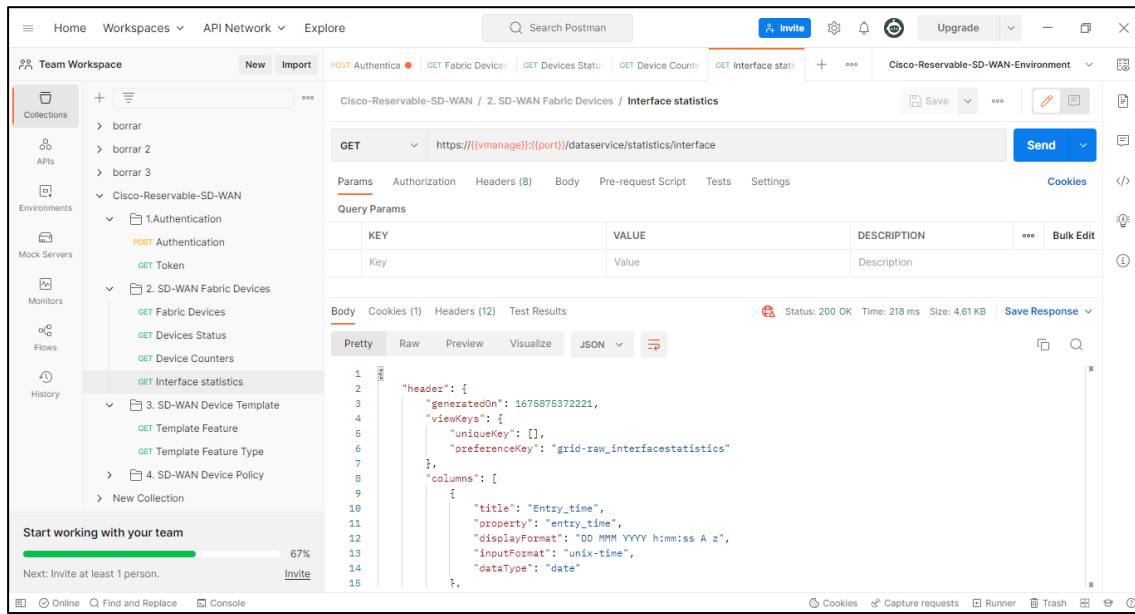 Home Workspaces API Network Explore Search Postman Invite Upgrade
Team Workspace New Import
POST Authentica GET Fabric Devices GET Devices Statu GET Device Counte GET Interface stati Cisco-Reservable-SD-WAN-Environment
Collections
APIs
Environments
Mock Servers
Monitors
Flows
History
borrar
borrar 2
borrar 3
Cisco-Reservable-SD-WAN
1.Authentication
POST Authentication
GET Token
2. SD-WAN Fabric Devices
GET Fabric Devices
GET Devices Status
GET Device Counters
GET Interface statistics
3. SD-WAN Device Template
GET Template Feature
GET Template Feature Type
4. SD-WAN Device Policy
New Collection
Start working with your team
67%
Next: Invite at least 1 person. Invite
Cisco-Reservable-SD-WAN / 2. SD-WAN Fabric Devices / Interface statistics Save
GET https://{{vmanage}}:{{port}}/dataservice/statistics/interface Send
Params Authorization Headers (8) Body Pre-request Script Tests Settings Cookies
Query Params
KEY VALUE DESCRIPTION Bulk Edit
Key Value Description
Body Cookies (1) Headers (12) Test Results Status: 200 OK Time: 218 ms Size: 4.61 KB Save Response
Pretty Raw Preview Visualize JSON
1 {
2 "header": {
3 "generatedOn": 1675875372221,
4 "viewKeys": {
5 "uniqueKey": [],
6 "preferenceKey": "grid-raw_interfacestatistics"
7 },
8 "columns": [
9 {
10 "title": "Entry_time",
11 "property": "entry_time",
12 "displayFormat": "DD MMM YYYY h:mm:ss A z",
13 "inputFormat": "unix-time",
14 "dataType": "date"
15 },
Online Find and Replace Console Cookies Capture requests Runner Trash